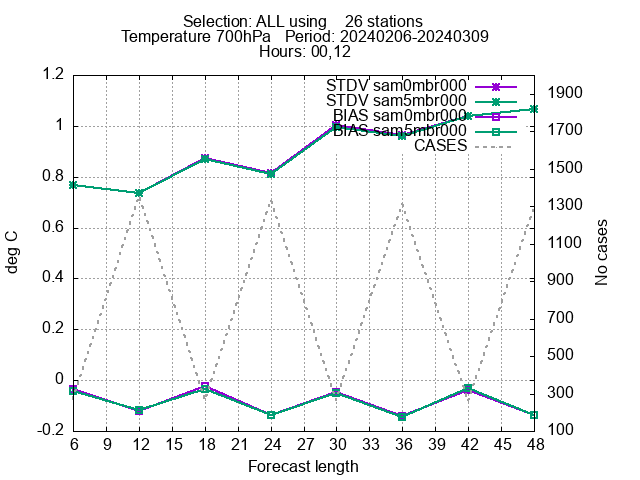 Selection: ALL using    26 stations
Temperature 700hPa   Period: 20240206-20240309
Hours: 00,12
STDV sam0mbr000
STDV sam5mbr000
BIAS sam0mbr000
BIAS sam5mbr000
CASES
deg C
1.2
1
0.8
0.6
0.4
0.2
0
-0.2
1900
1700
1500
1300
1100
900
700
500
300
100
No cases
6 9 12 15 18 21 24 27 30 33 36 39 42 45 48
Forecast length